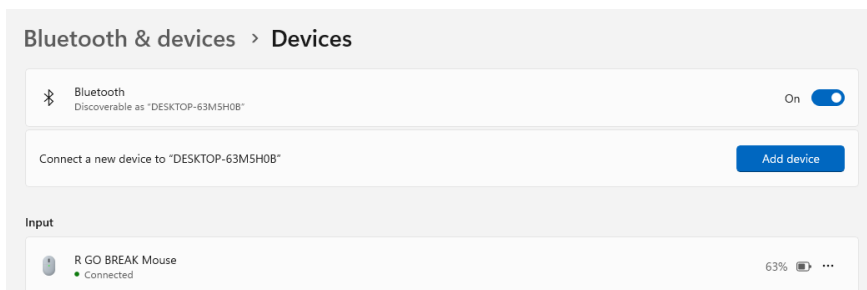 Bluetooth & devices > Devices
Bluetooth
Discoverable as "DESKTOP-63M5H0B"
On
Connect a new device to "DESKTOP-63M5H0B"
Add device
Input
R GO BREAK Mouse
Connected
63%